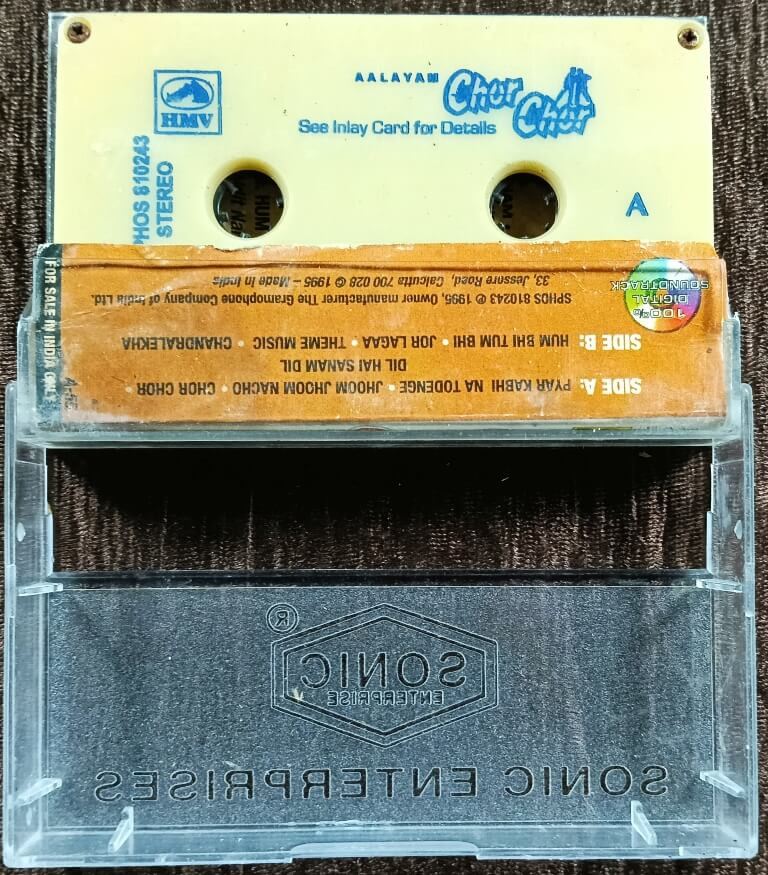 AALAYAM
Chor Chor
See Inlay Card for Details
HMV
PHOS 810243
STEREO
A
FOR SALE IN INDIA ONLY
SIDE A: PYAR KABHI NA TODENGE • JHOOM JHOOM NACHO • CHOR CHOR •
DIL HAI SANAM DIL
SIDE B: HUM BHI TUM BHI • JOR LAGAA • THEME MUSIC • CHANDRALEKHA
SPHOS 810243 ℗ 1995, Owner manufacturer The Gramophone Company of India Ltd.
33, Jessore Road, Calcutta 700 028 © 1995 – Made in India
100%
DIGITAL
SOUNDTRACK
SONIC
ENTERPRISE
®
SONIC ENTERPRISES